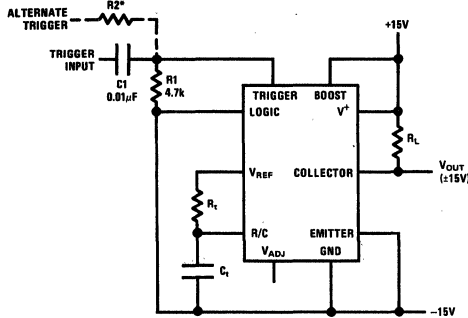 ALTERNATE TRIGGER
R2*
+15V
TRIGGER INPUT
C1
0.01µF
R1
4.7k
TRIGGER
BOOST
LOGIC
V+
RL
VREF
COLLECTOR
VOUT
(±15V)
Rt
R/C
EMITTER
VADJ
GND
Ct
−15V